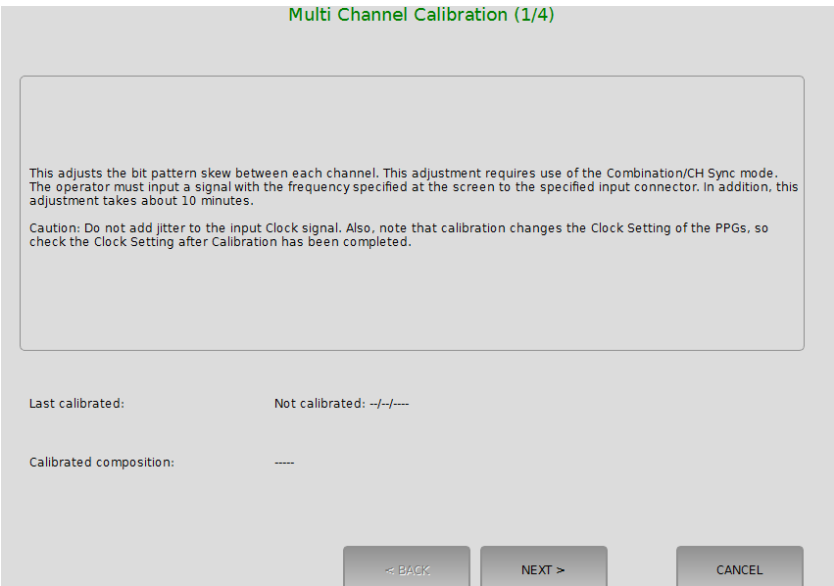 Multi Channel Calibration (1/4)
This adjusts the bit pattern skew between each channel. This adjustment requires use of the Combination/CH Sync mode.
The operator must input a signal with the frequency specified at the screen to the specified input connector. In addition, this
adjustment takes about 10 minutes.
Caution: Do not add jitter to the input Clock signal. Also, note that calibration changes the Clock Setting of the PPGs, so
check the Clock Setting after Calibration has been completed.
Last calibrated: Not calibrated: --/--/----
Calibrated composition: -----
< BACK NEXT > CANCEL